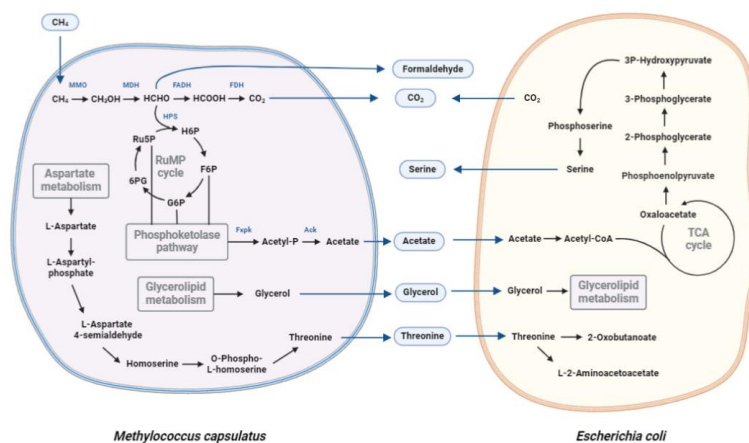 CH₄
MMO
MDH
FADH
FDH
CH₄
CH₃OH
HCHO
HCOOH
CO₂
HPS
Ru5P
H6P
RuMP
cycle
F6P
6PG
G6P
Aspartate
metabolism
L-Aspartate
L-Aspartyl-
phosphate
L-Aspartate
4-semialdehyde
Homoserine
O-Phospho-
L-homoserine
Threonine
Phosphoketolase
pathway
Fxpk
Acetyl-P
Ack
Acetate
Glycerolipid
metabolism
Glycerol
Formaldehyde
CO₂
Serine
Acetate
Glycerol
Threonine
CO₂
3P-Hydroxypyruvate
3-Phosphoglycerate
Phosphoserine
2-Phosphoglycerate
Serine
Phosphoenolpyruvate
Oxaloacetate
TCA
cycle
Acetate
Acetyl-CoA
Glycerol
Glycerolipid
metabolism
Threonine
2-Oxobutanoate
L-2-Aminoacetoacetate
Methylococcus capsulatus
Escherichia coli